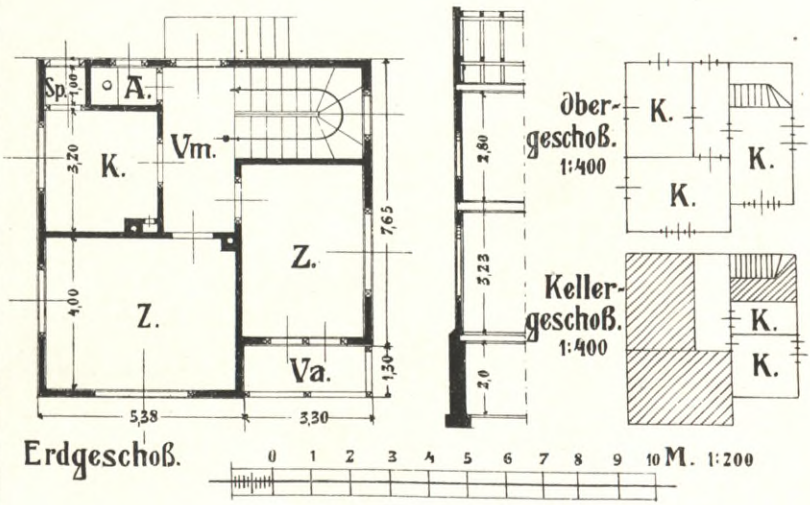 Sp.
1,00
A.
3,20
K.
Vm.
7,65
Z.
4,00
Z.
Va.
1,30
5,38
3,30
Erdgeschoß.
2,80
3,23
2,0
Ober-
geschoß.
1:400
K.
K.
K.
Keller-
geschoß.
1:400
K.
K.
0 1 2 3 4 5 6 7 8 9 10 M. 1:200